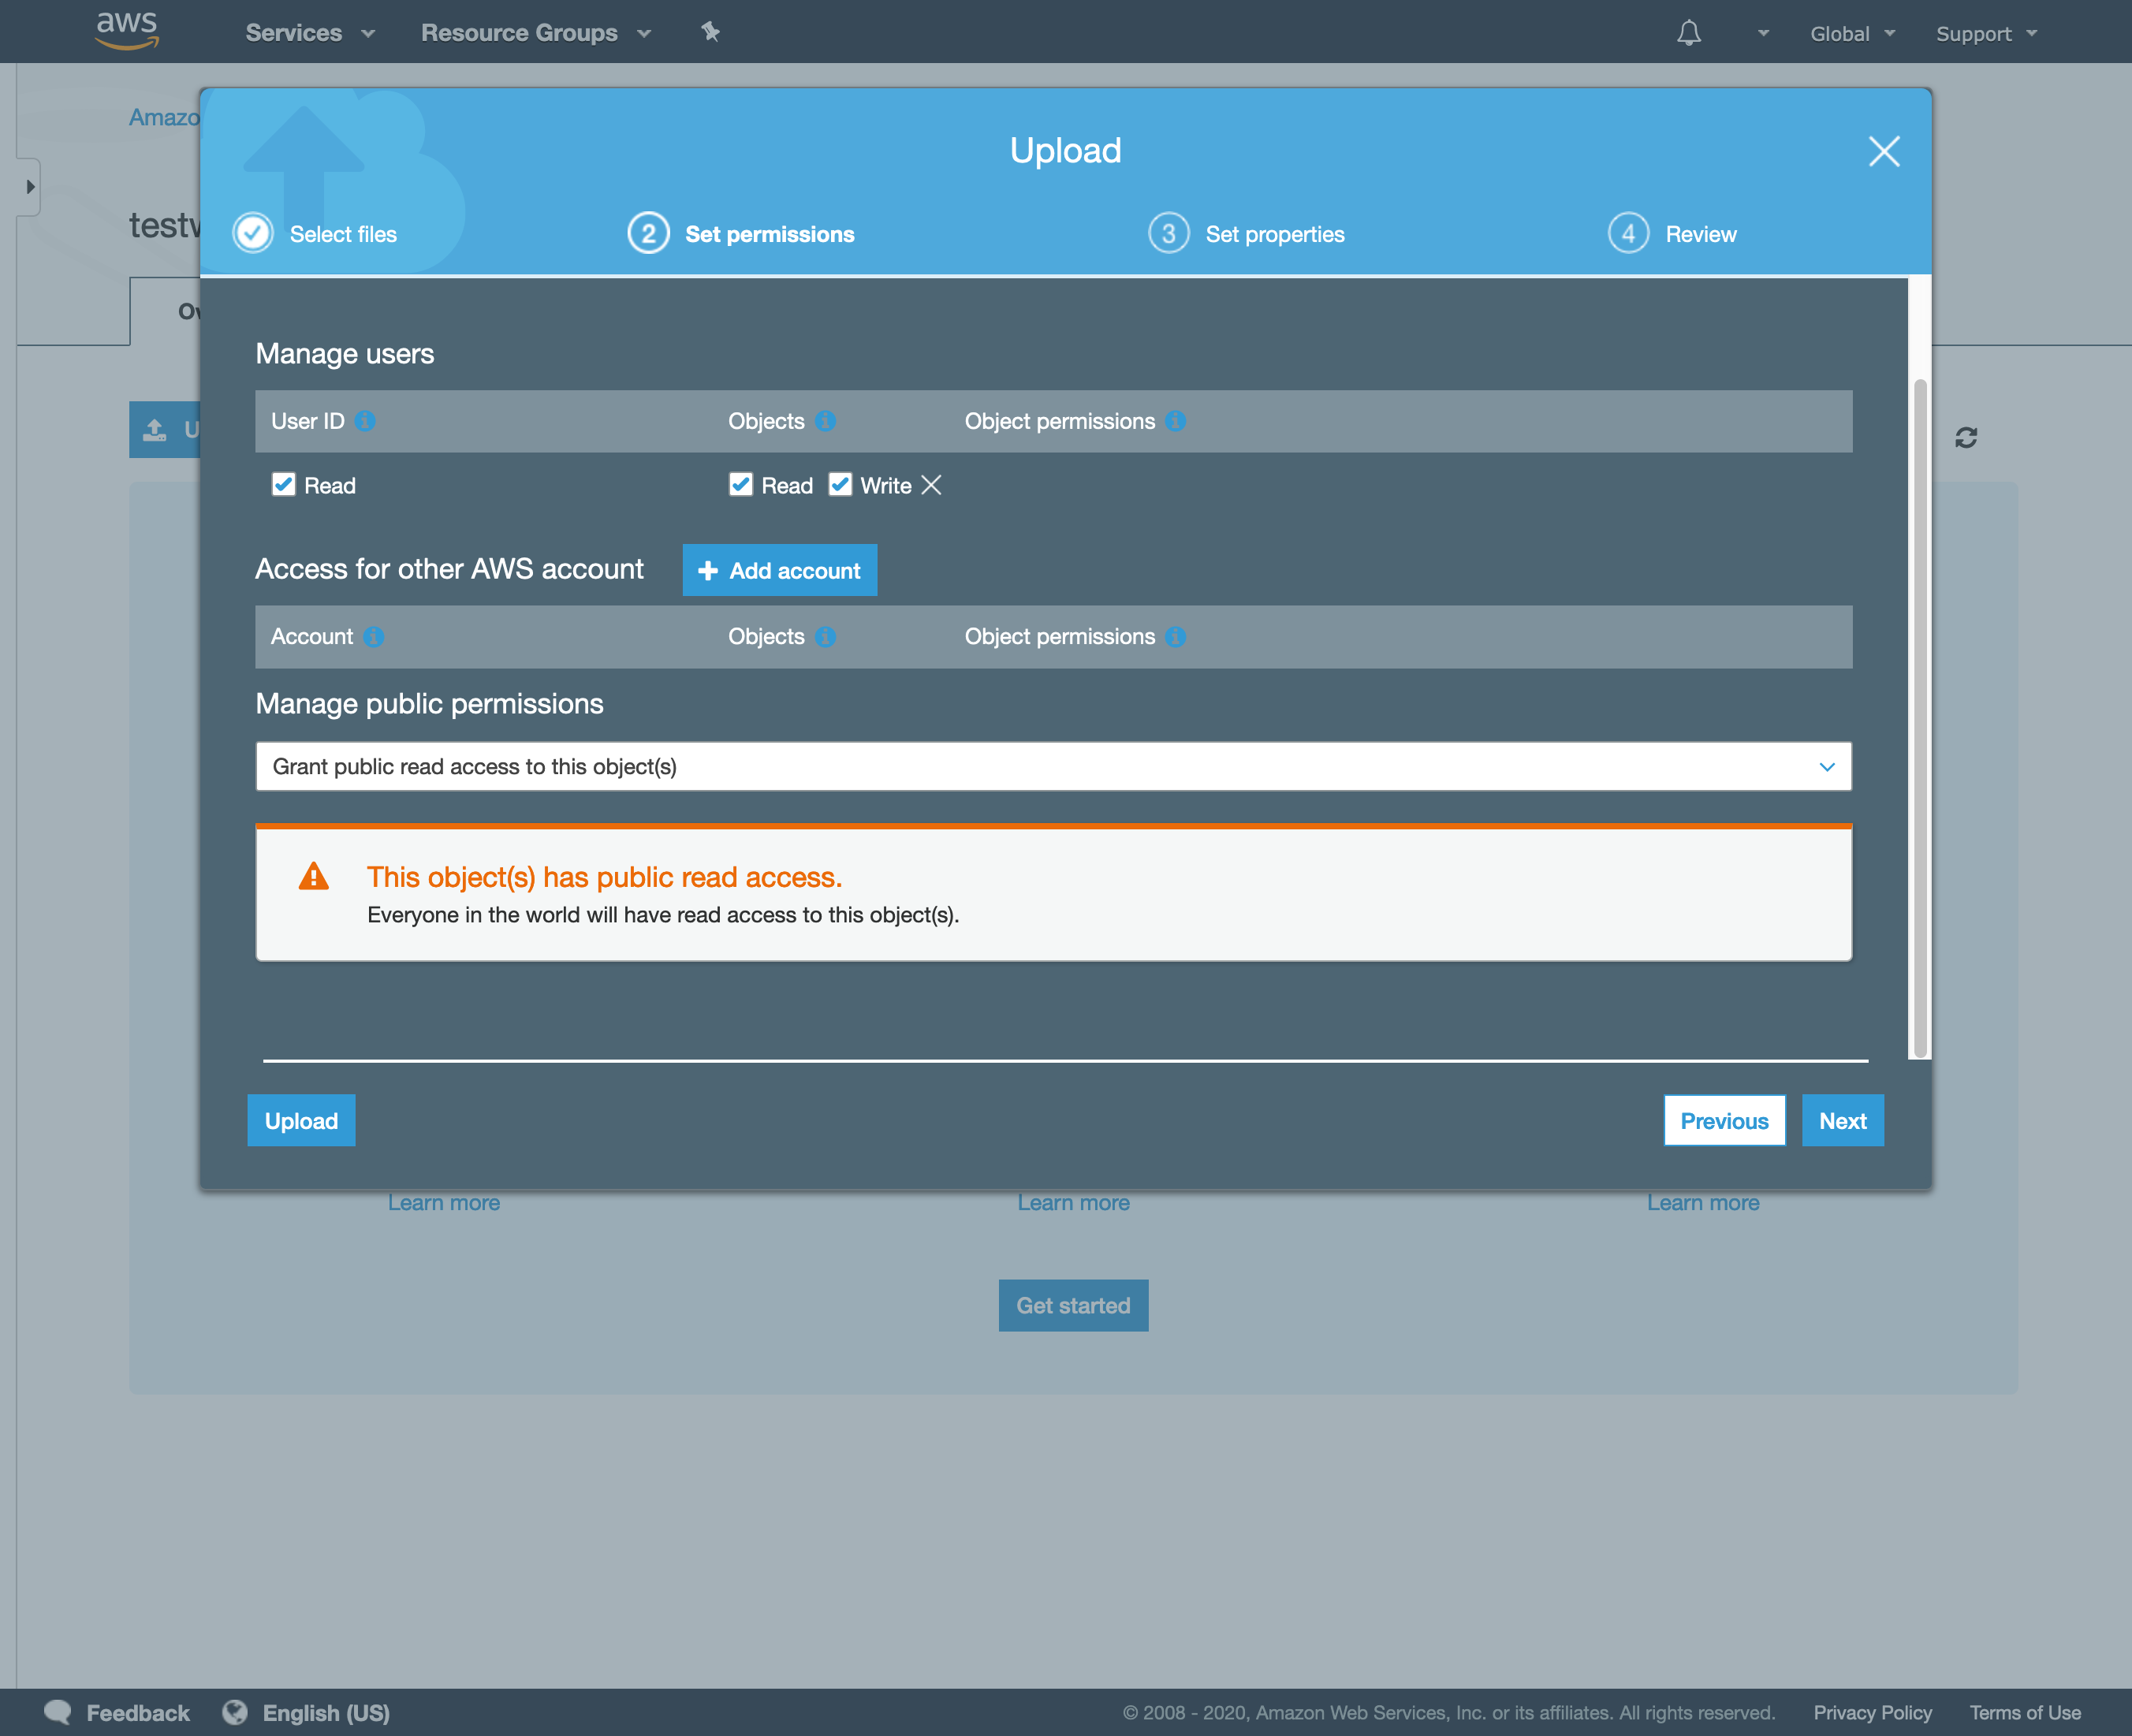 aws Services Resource Groups Global Support
Amazo
Upload
testw
Select files 2 Set permissions 3 Set properties 4 Review
Ov
Manage users
User ID Objects Object permissions
U
Read Read Write
Access for other AWS account Add account
Account Objects Object permissions
Manage public permissions
Grant public read access to this object(s)
This object(s) has public read access.
Everyone in the world will have read access to this object(s).
Upload Previous Next
Learn more Learn more Learn more
Get started
Feedback English (US) © 2008 - 2020, Amazon Web Services, Inc. or its affiliates. All rights reserved. Privacy Policy Terms of Use